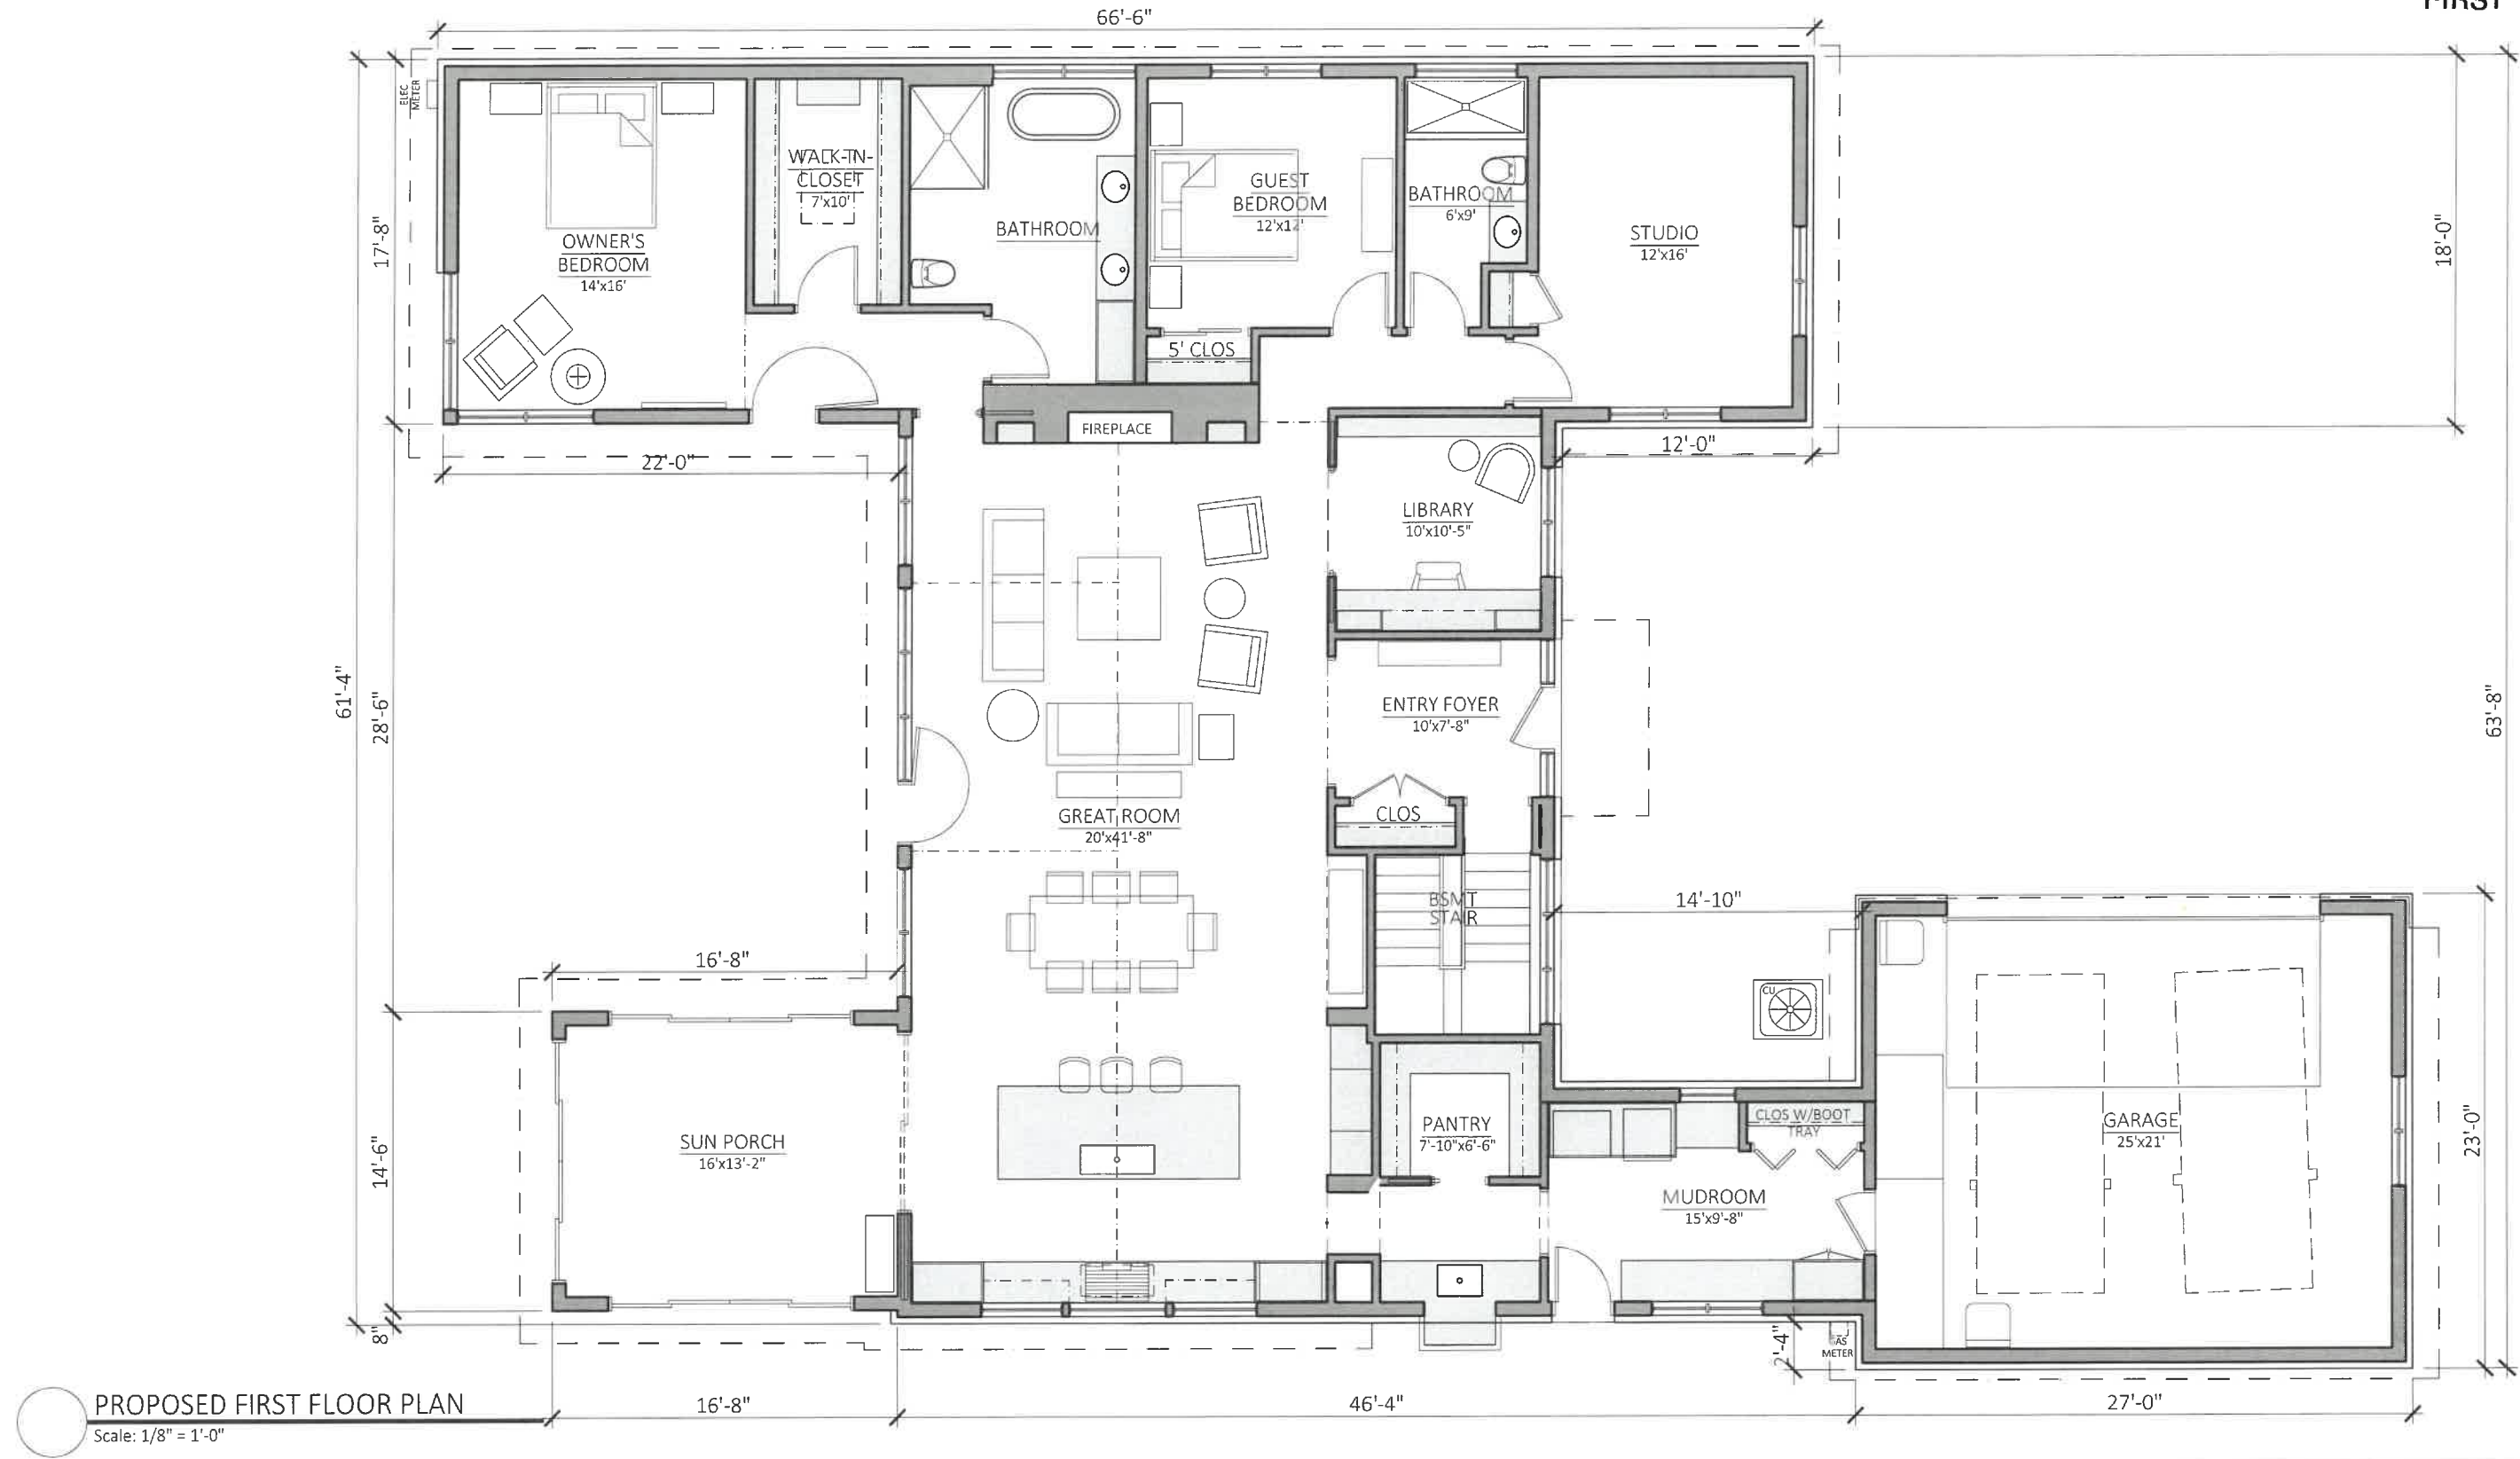 FIRST
66'-6"
ELEC
METER
WALK-IN-
CLOSET
7'x10'
OWNER'S
BEDROOM
14'x16'
BATHROOM
GUEST
BEDROOM
12'x12'
BATHROOM
6'x9'
STUDIO
12'x16'
17'-8"
18'-0"
5' CLOS
FIREPLACE
22'-0"
12'-0"
LIBRARY
10'x10'-5"
61'-4"
28'-6"
63'-8"
ENTRY FOYER
10'x7'-8"
CLOS
GREAT ROOM
20'x41'-8"
BSMT
STAIR
14'-10"
16'-8"
CU
SUN PORCH
16'x13'-2"
PANTRY
7'-10"x6'-6"
CLOS W/BOOT
TRAY
GARAGE
25'x21'
14'-6"
23'-0"
MUDROOM
15'x9'-8"
8"
2'-4"
GAS
METER
PROPOSED FIRST FLOOR PLAN
Scale: 1/8" = 1'-0"
16'-8"
46'-4"
27'-0"